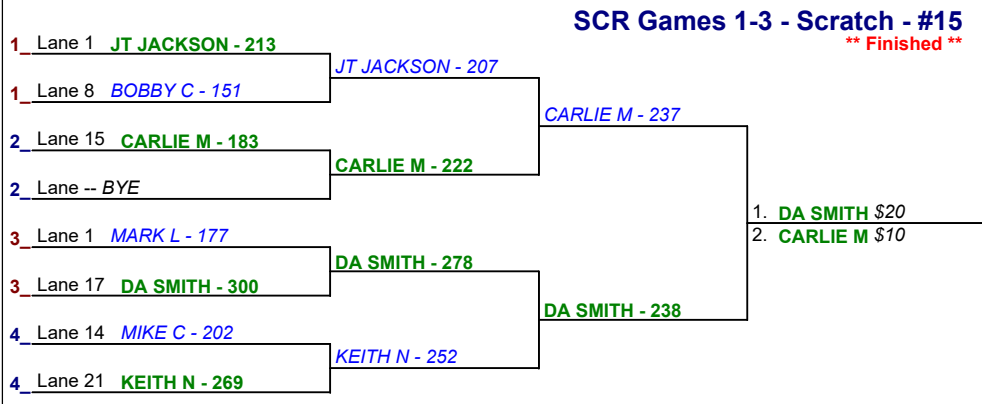 SCR Games 1-3 - Scratch - #15
** Finished **
1_ Lane 1 JT JACKSON - 213
JT JACKSON - 207
1_ Lane 8 BOBBY C - 151
CARLIE M - 237
2_ Lane 15 CARLIE M - 183
CARLIE M - 222
2_ Lane -- BYE
1. DA SMITH $20
2. CARLIE M $10
3_ Lane 1 MARK L - 177
DA SMITH - 278
3_ Lane 17 DA SMITH - 300
DA SMITH - 238
4_ Lane 14 MIKE C - 202
KEITH N - 252
4_ Lane 21 KEITH N - 269